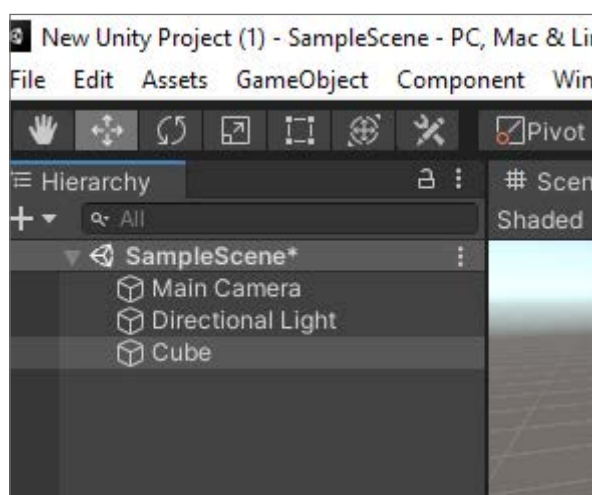 New Unity Project (1) - SampleScene - PC, Mac & Li
File Edit Assets GameObject Component Win
Pivot
Hierarchy
# Scen
All
Shaded
SampleScene*
Main Camera
Directional Light
Cube